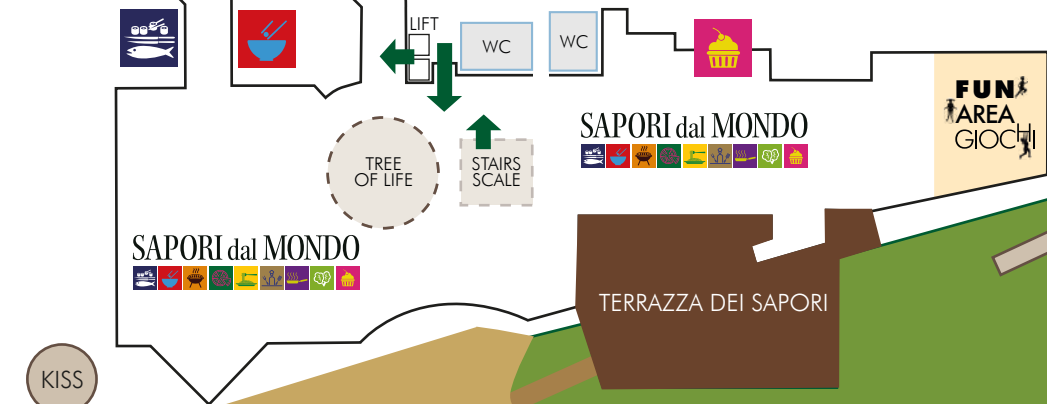 LIFT
WC
WC
FUN
AREA
GIOCHI
SAPORI dal MONDO
TREE
OF LIFE
STAIRS
SCALE
SAPORI dal MONDO
TERRAZZA DEI SAPORI
KISS